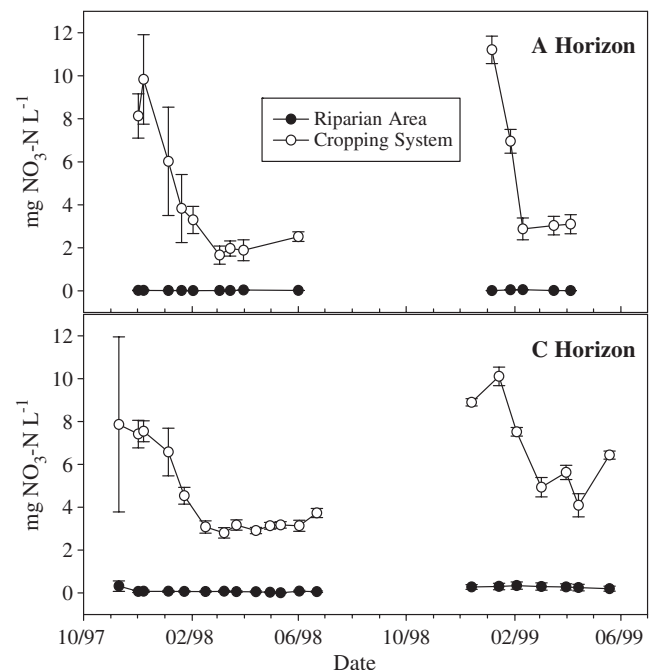 12
10
8
6
4
2
0
mg NO₃-N L⁻¹
A Horizon
Riparian Area
Cropping System
12
10
8
6
4
2
0
mg NO₃-N L⁻¹
C Horizon
10/97
02/98
06/98
10/98
02/99
06/99
Date